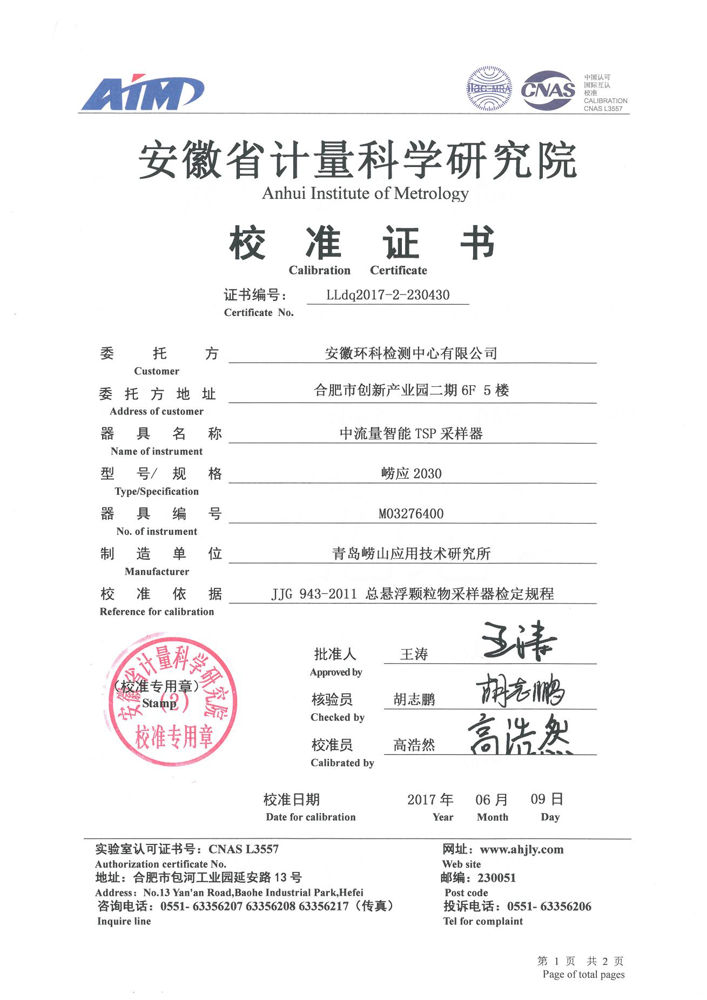 AIM
ilac-MRA
CNAS
中国认可
国际互认
校准
CALIBRATION
CNAS L3557
安徽省计量科学研究院
Anhui Institute of Metrology
校准证书
Calibration Certificate
证书编号： LLdq2017-2-230430
Certificate No.
委托方 安徽环科检测中心有限公司
Customer
委托方地址 合肥市创新产业园二期 6F 5 楼
Address of customer
器具名称 中流量智能 TSP 采样器
Name of instrument
型号/规格 崂应 2030
Type/Specification
器具编号 M03276400
No. of instrument
制造单位 青岛崂山应用技术研究所
Manufacturer
校准依据 JJG 943-2011 总悬浮颗粒物采样器检定规程
Reference for calibration
安徽省计量科学研究院
（校准专用章）
Stamp
(2)
校准专用章
批准人 王涛 王涛
Approved by
核验员 胡志鹏 胡志鹏
Checked by
校准员 高浩然 高浩然
Calibrated by
校准日期 2017 年 06 月 09 日
Date for calibration Year Month Day
实验室认可证书号：CNAS L3557 网址：www.ahjly.com
Authorization certificate No. Web site
地址：合肥市包河工业园延安路 13 号 邮编：230051
Address：No.13 Yan'an Road,Baohe Industrial Park,Hefei Post code
咨询电话：0551- 63356207 63356208 63356217（传真） 投诉电话：0551- 63356206
Inquire line Tel for complaint
第 1 页 共 2 页
Page of total pages